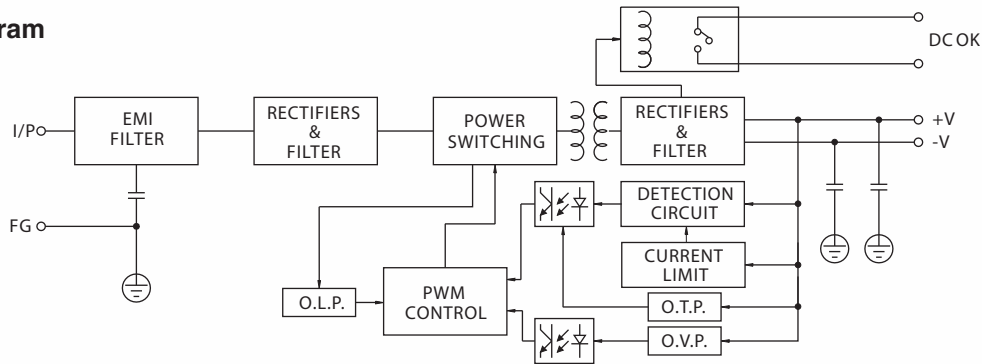 ram
DC OK
EMI
FILTER
RECTIFIERS
&
FILTER
POWER
SWITCHING
RECTIFIERS
&
FILTER
I/P
+V
-V
FG
DETECTION
CIRCUIT
CURRENT
LIMIT
O.L.P.
PWM
CONTROL
O.T.P.
O.V.P.